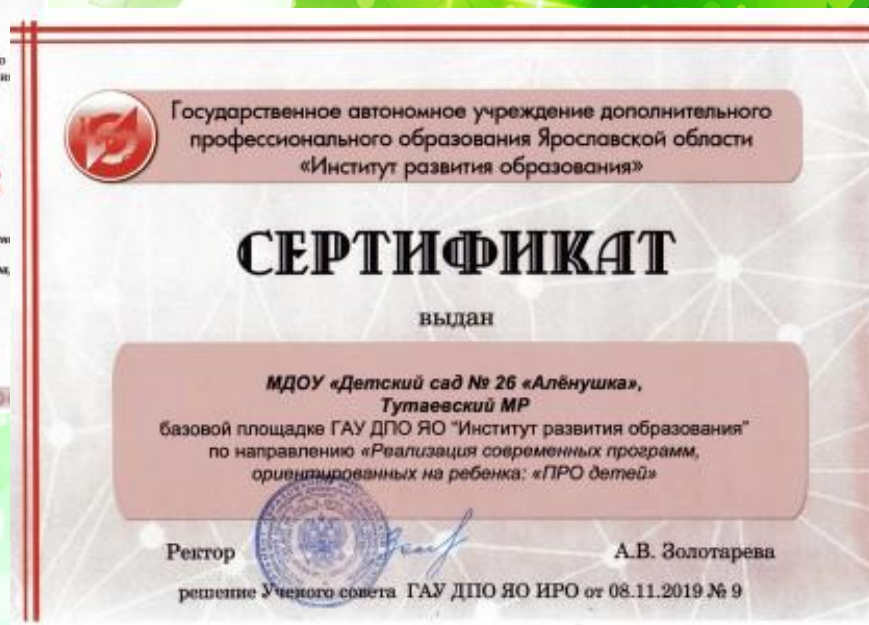 Государственное автономное учреждение дополнительного
профессионального образования Ярославской области
«Институт развития образования»
СЕРТИФИКАТ
выдан
МДОУ «Детский сад № 26 «Алёнушка»,
Тутаевский МР
базовой площадке ГАУ ДПО ЯО "Институт развития образования"
по направлению «Реализация современных программ,
ориентированных на ребенка: «ПРО детей»
Ректор
А.В. Золотарева
решение Ученого совета ГАУ ДПО ЯО ИРО от 08.11.2019 № 9